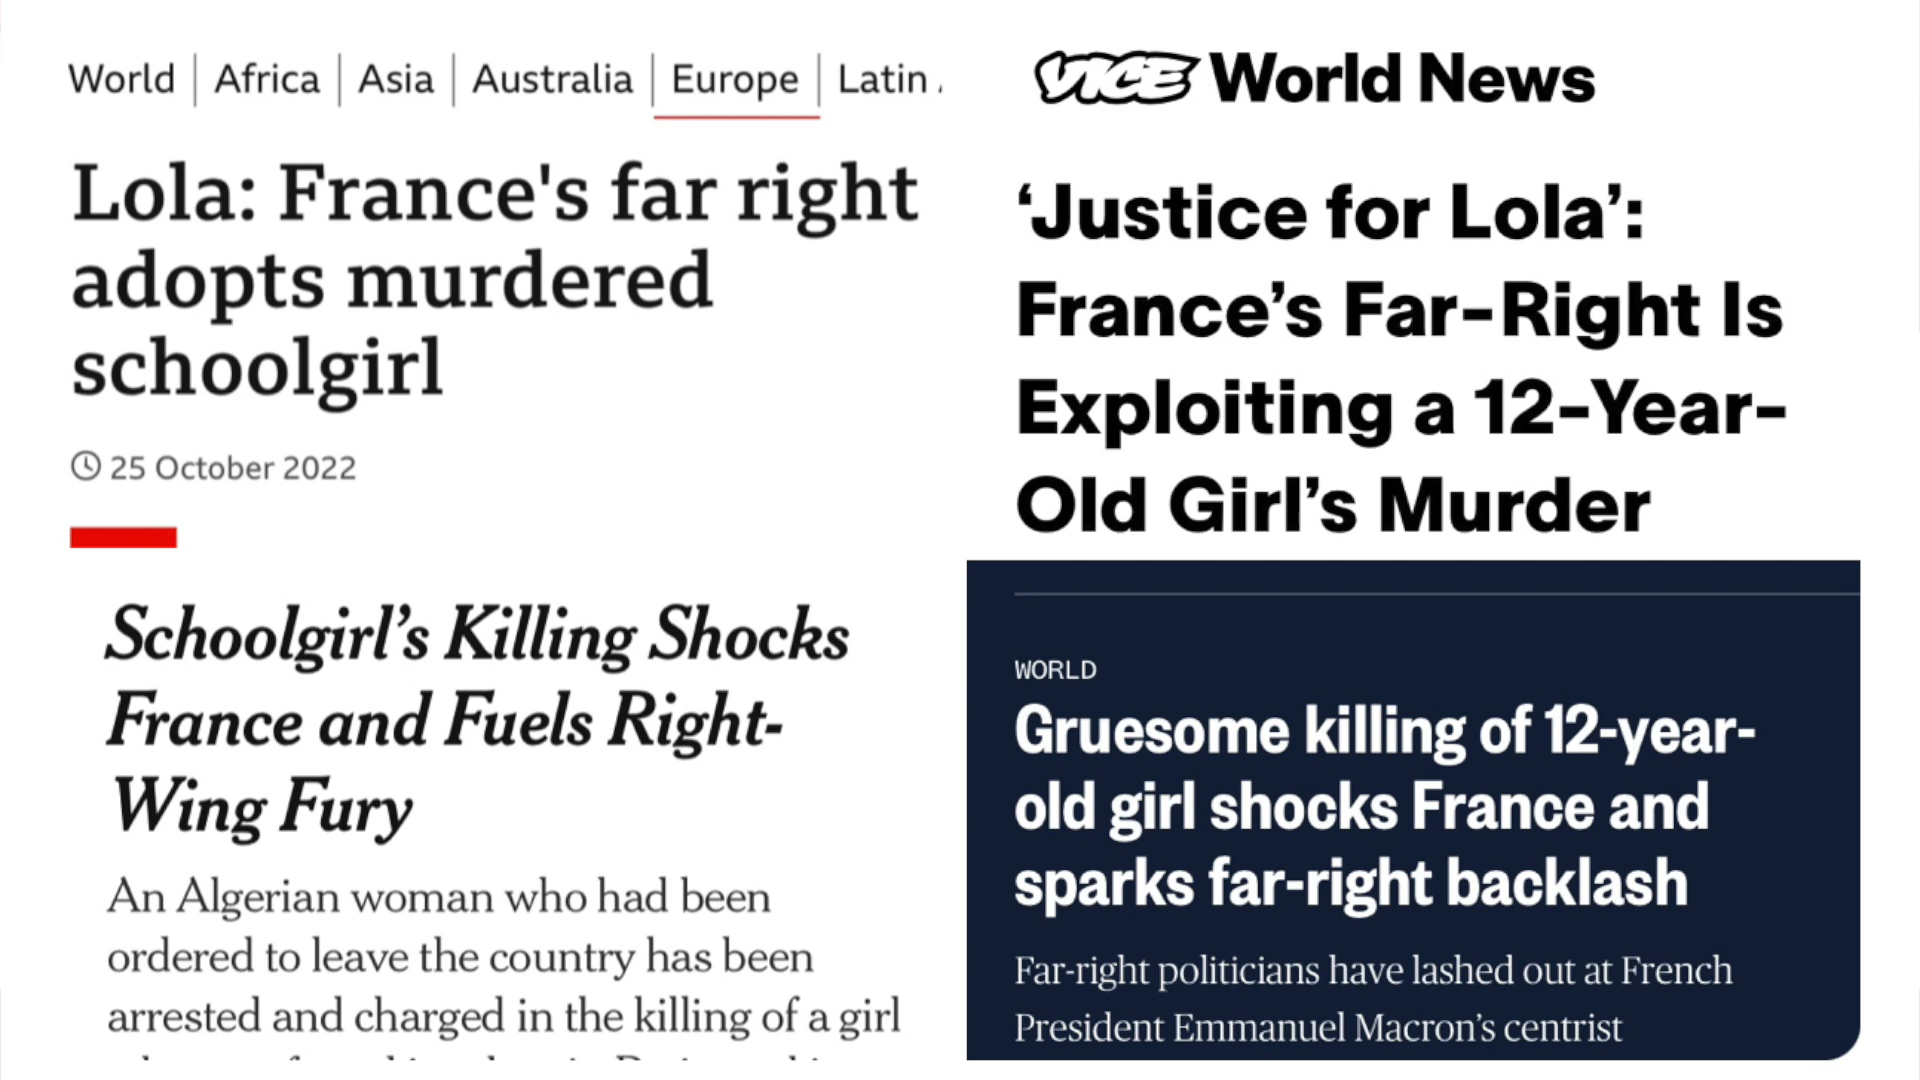 World | Africa | Asia | Australia | Europe | Latin
Lola: France's far right
adopts murdered
schoolgirl
25 October 2022
Schoolgirl’s Killing Shocks
France and Fuels Right-
Wing Fury
An Algerian woman who had been
ordered to leave the country has been
arrested and charged in the killing of a girl
VICE World News
‘Justice for Lola’:
France’s Far-Right Is
Exploiting a 12-Year-
Old Girl’s Murder
WORLD
Gruesome killing of 12-year-
old girl shocks France and
sparks far-right backlash
Far-right politicians have lashed out at French
President Emmanuel Macron’s centrist